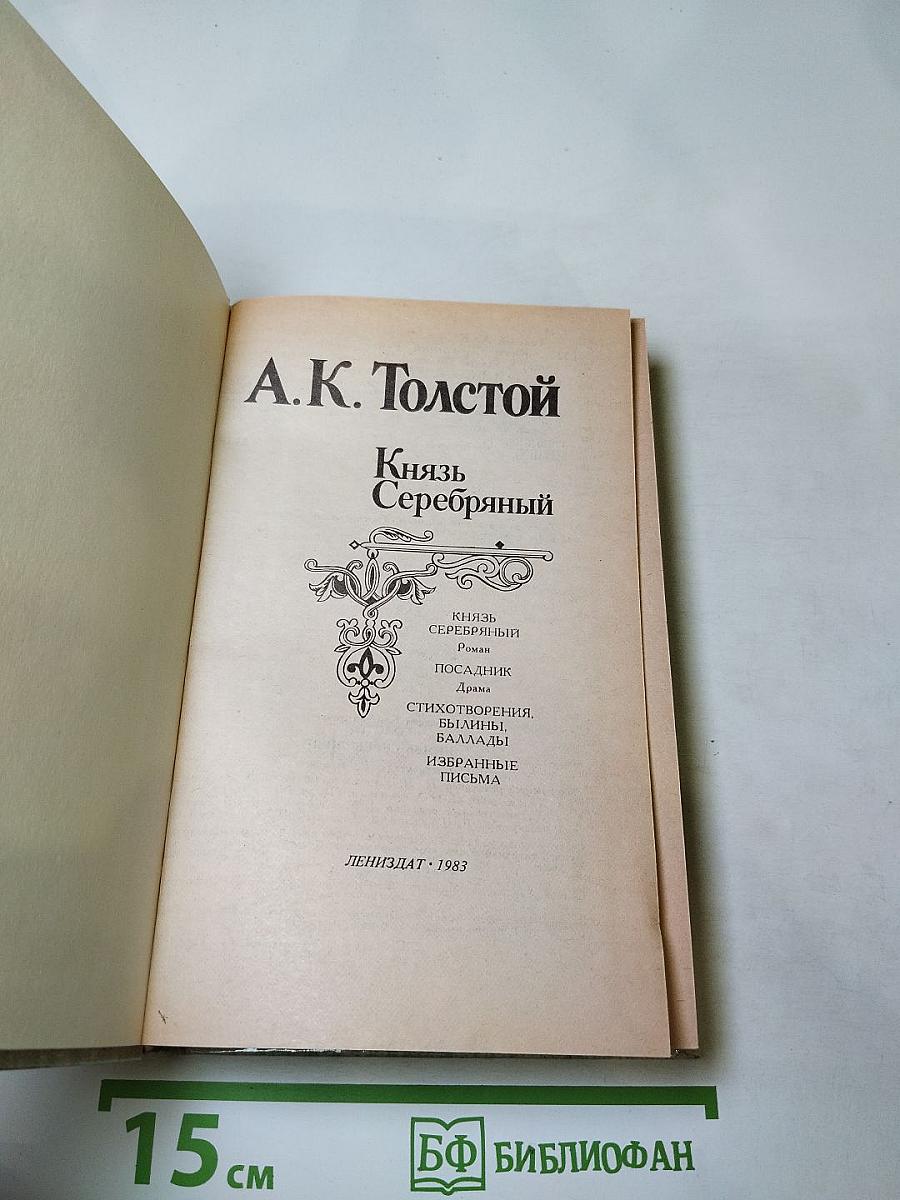 А. К. Толстой
Князь
Серебряный
КНЯЗЬ
СЕРЕБРЯНЫЙ
Роман
ПОСАДНИК
Драма
СТИХОТВОРЕНИЯ,
БЫЛИНЫ,
БАЛЛАДЫ
ИЗБРАННЫЕ
ПИСЬМА
ЛЕНИЗДАТ • 1983
15 см
БФ БИБЛИОФАН